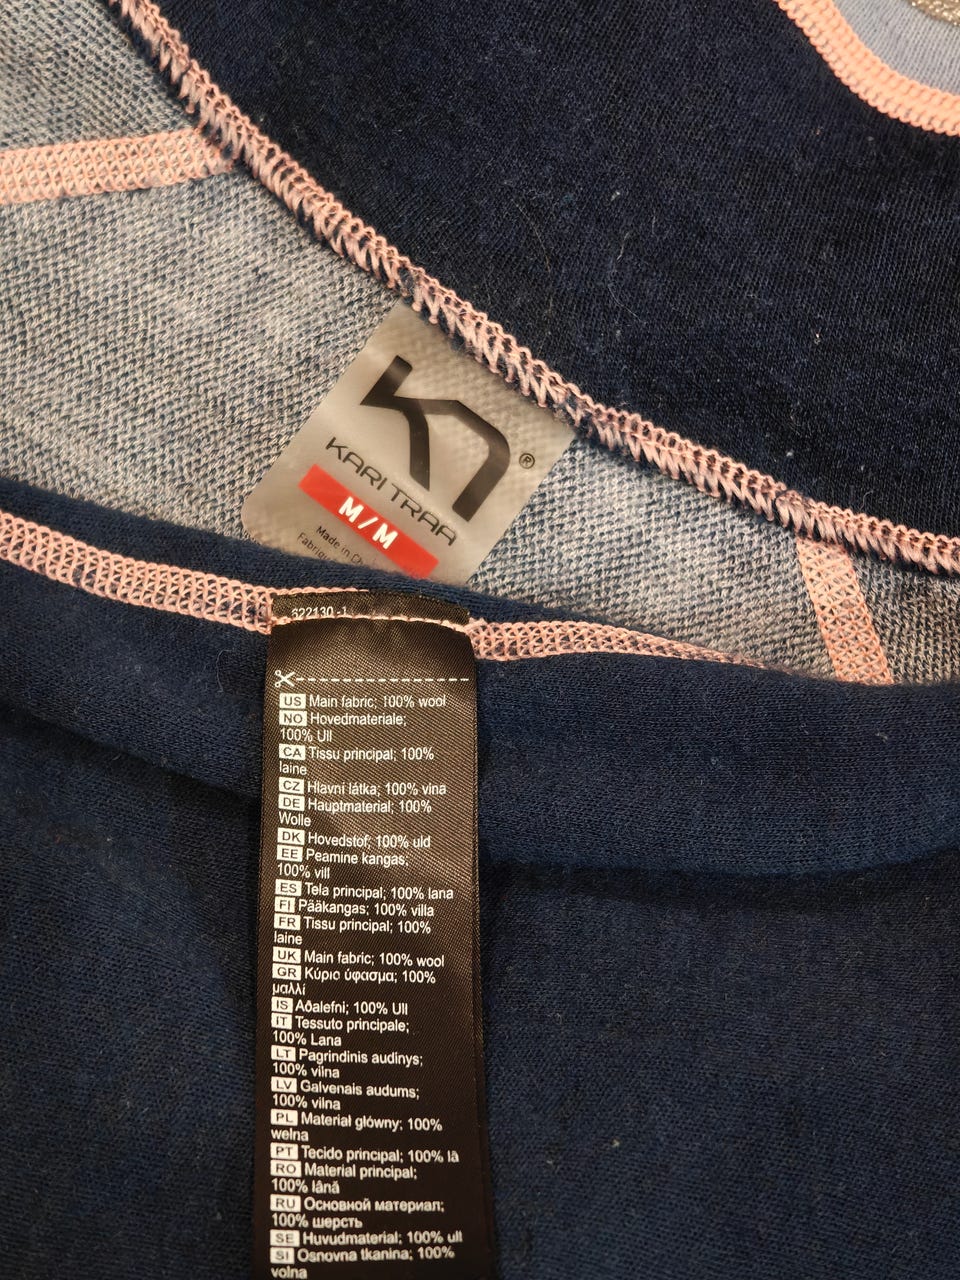 ®
KARI TRAA
M/M
Made in
622130-1
US Main fabric; 100% wool
NO Hovedmateriale;
100% Ull
CA Tissu principal; 100%
laine
CZ Hlavní látka; 100% vina
DE Hauptmaterial; 100%
Wolle
DK Hovedstof; 100% uld
EE Peamine kangas;
100% vill
ES Tela principal; 100% lana
FI Pääkangas; 100% villa
FR Tissu principal; 100%
laine
UK Main fabric; 100% wool
GR Κύριο ύφασμα; 100%
μαλλί
IS Aðalefni; 100% Ull
IT Tessuto principale;
100% Lana
LT Pagrindinis audinys;
100% vilna
LV Galvenais audums;
100% vilna
PL Materiał główny; 100%
wełna
PT Tecido principal; 100% lã
RO Material principal;
100% lână
RU Основной материал;
100% шерсть
SE Huvudmaterial; 100% ull
SI Osnovna tkanina; 100%
volna